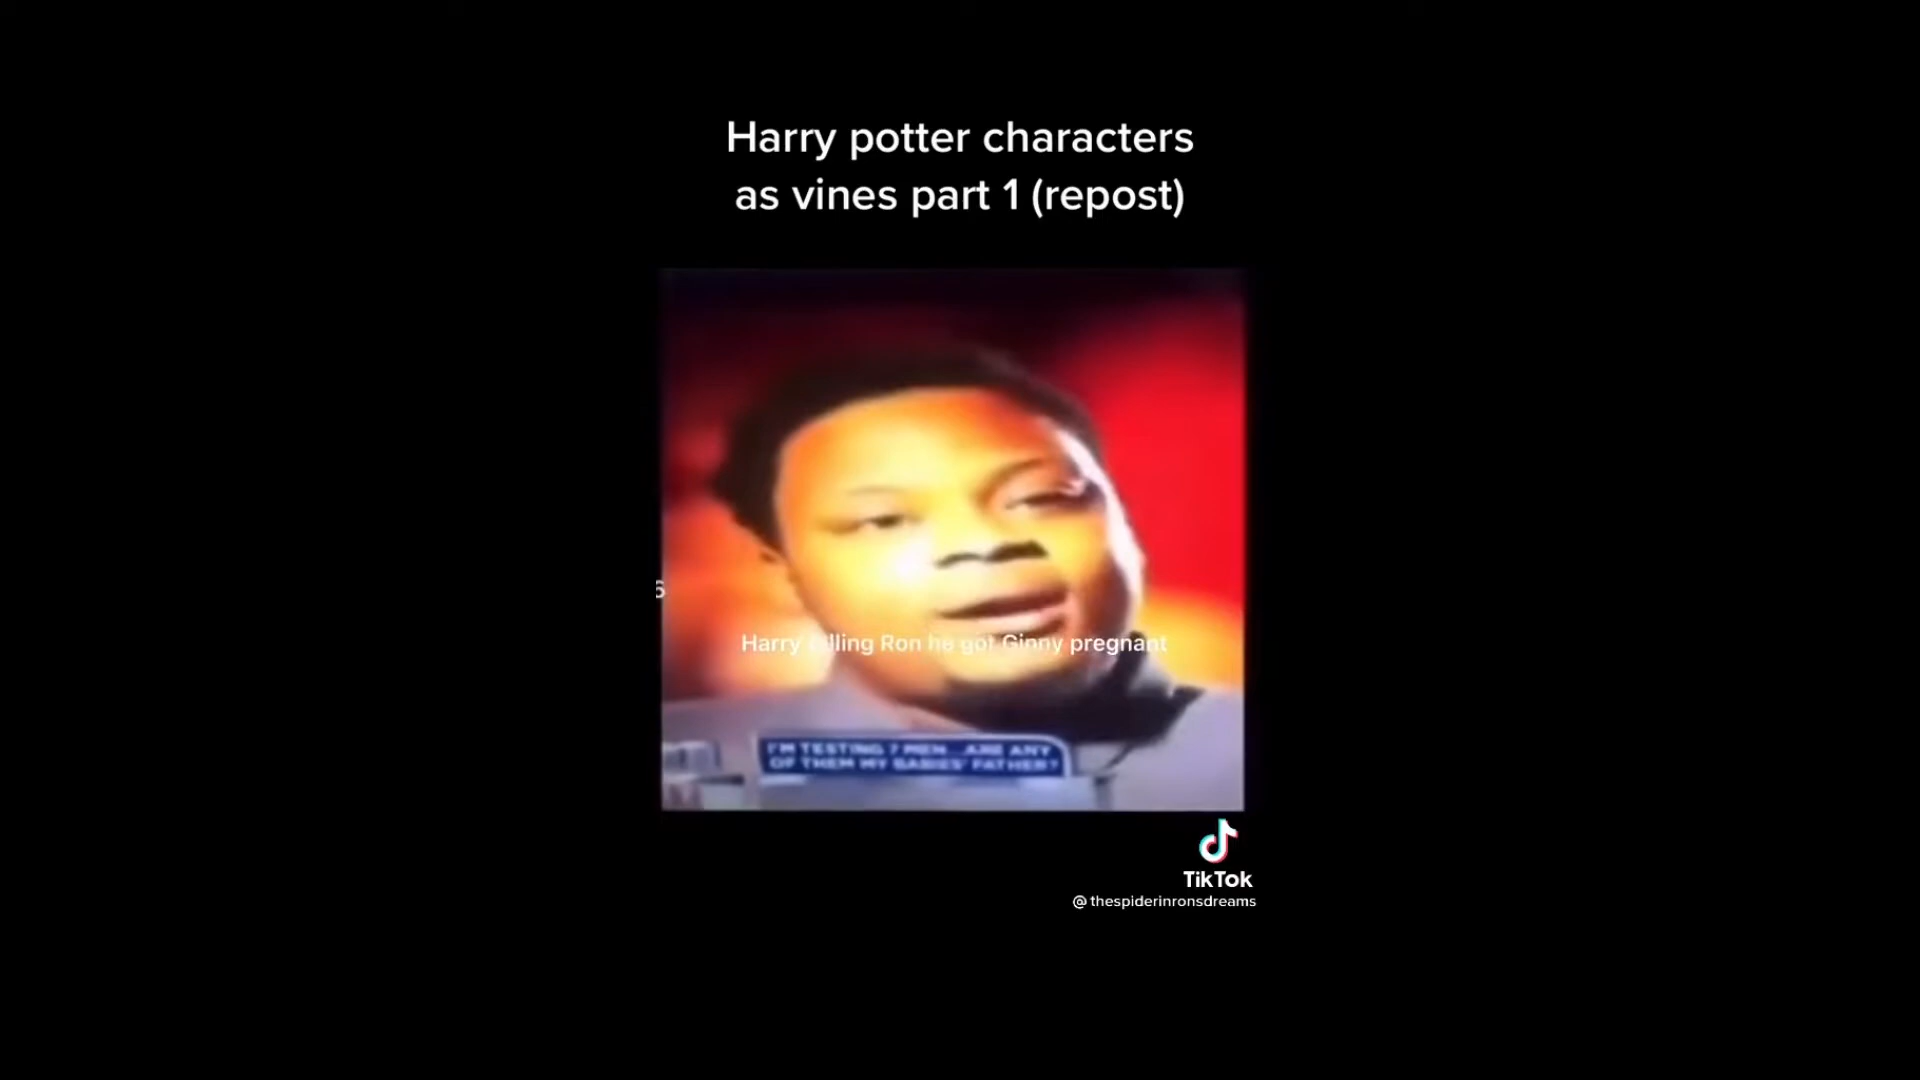 Harry potter characters
as vines part 1 (repost)
Harry telling Ron he got Ginny pregnant
I'M TESTING 7 MEN...ARE ANY
OF THEM MY BABIES' FATHER?
TikTok
@thespiderinronsdreams